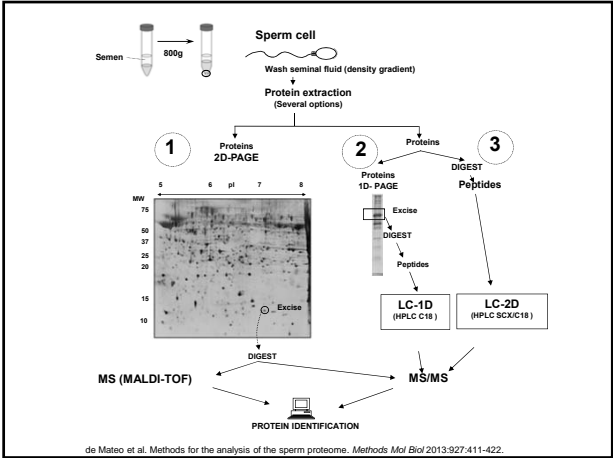 Sperm cell
800g
Semen
Wash seminal fluid (density gradient)
Protein extraction
(Several options)
1
Proteins
2D-PAGE
2
Proteins
3
DIGEST
Peptides
Proteins
1D- PAGE
5 6 pI 7 8
MW
75
50
37
25
20
15
10
Excise
Excise
DIGEST
Peptides
LC-1D
(HPLC C18)
LC-2D
(HPLC SCX/C18)
DIGEST
MS (MALDI-TOF)
MS/MS
PROTEIN IDENTIFICATION
de Mateo et al. Methods for the analysis of the sperm proteome. Methods Mol Biol 2013:927:411-422.